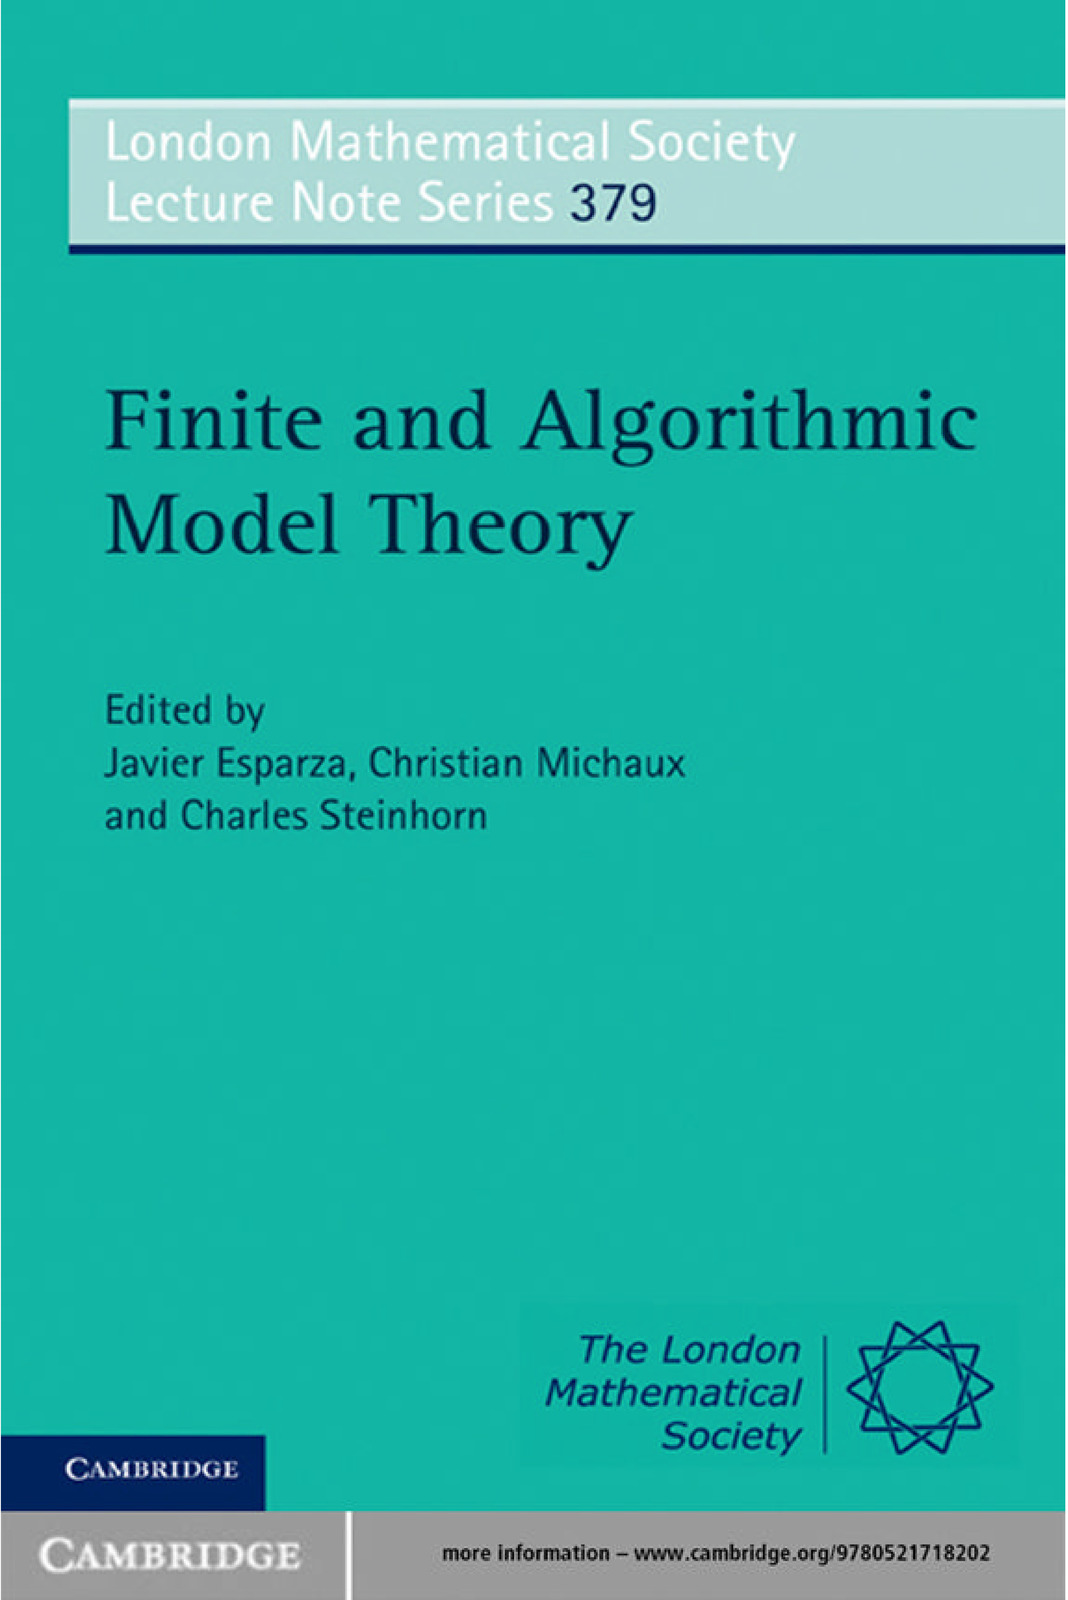 London Mathematical Society
Lecture Note Series 379
Finite and Algorithmic
Model Theory
Edited by
Javier Esparza, Christian Michaux
and Charles Steinhorn
The London
Mathematical
Society
CAMBRIDGE
CAMBRIDGE
more information – www.cambridge.org/9780521718202